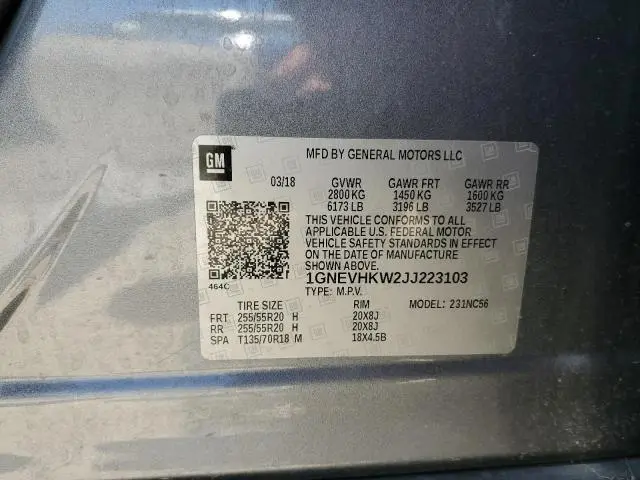 GM
MFD BY GENERAL MOTORS LLC
03/18 GVWR GAWR FRT GAWR RR
2800 KG 1450 KG 1600 KG
6173 LB 3196 LB 3527 LB
THIS VEHICLE CONFORMS TO ALL
APPLICABLE U.S. FEDERAL MOTOR
VEHICLE SAFETY STANDARDS IN EFFECT
ON THE DATE OF MANUFACTURE
SHOWN ABOVE.
464C 1GNEVHKW2JJ223103
TYPE: M.P.V.
TIRE SIZE RIM MODEL: 231NC56
FRT 255/55R20 H 20X8J
RR 255/55R20 H 20X8J
SPA T135/70R18 M 18X4.5B